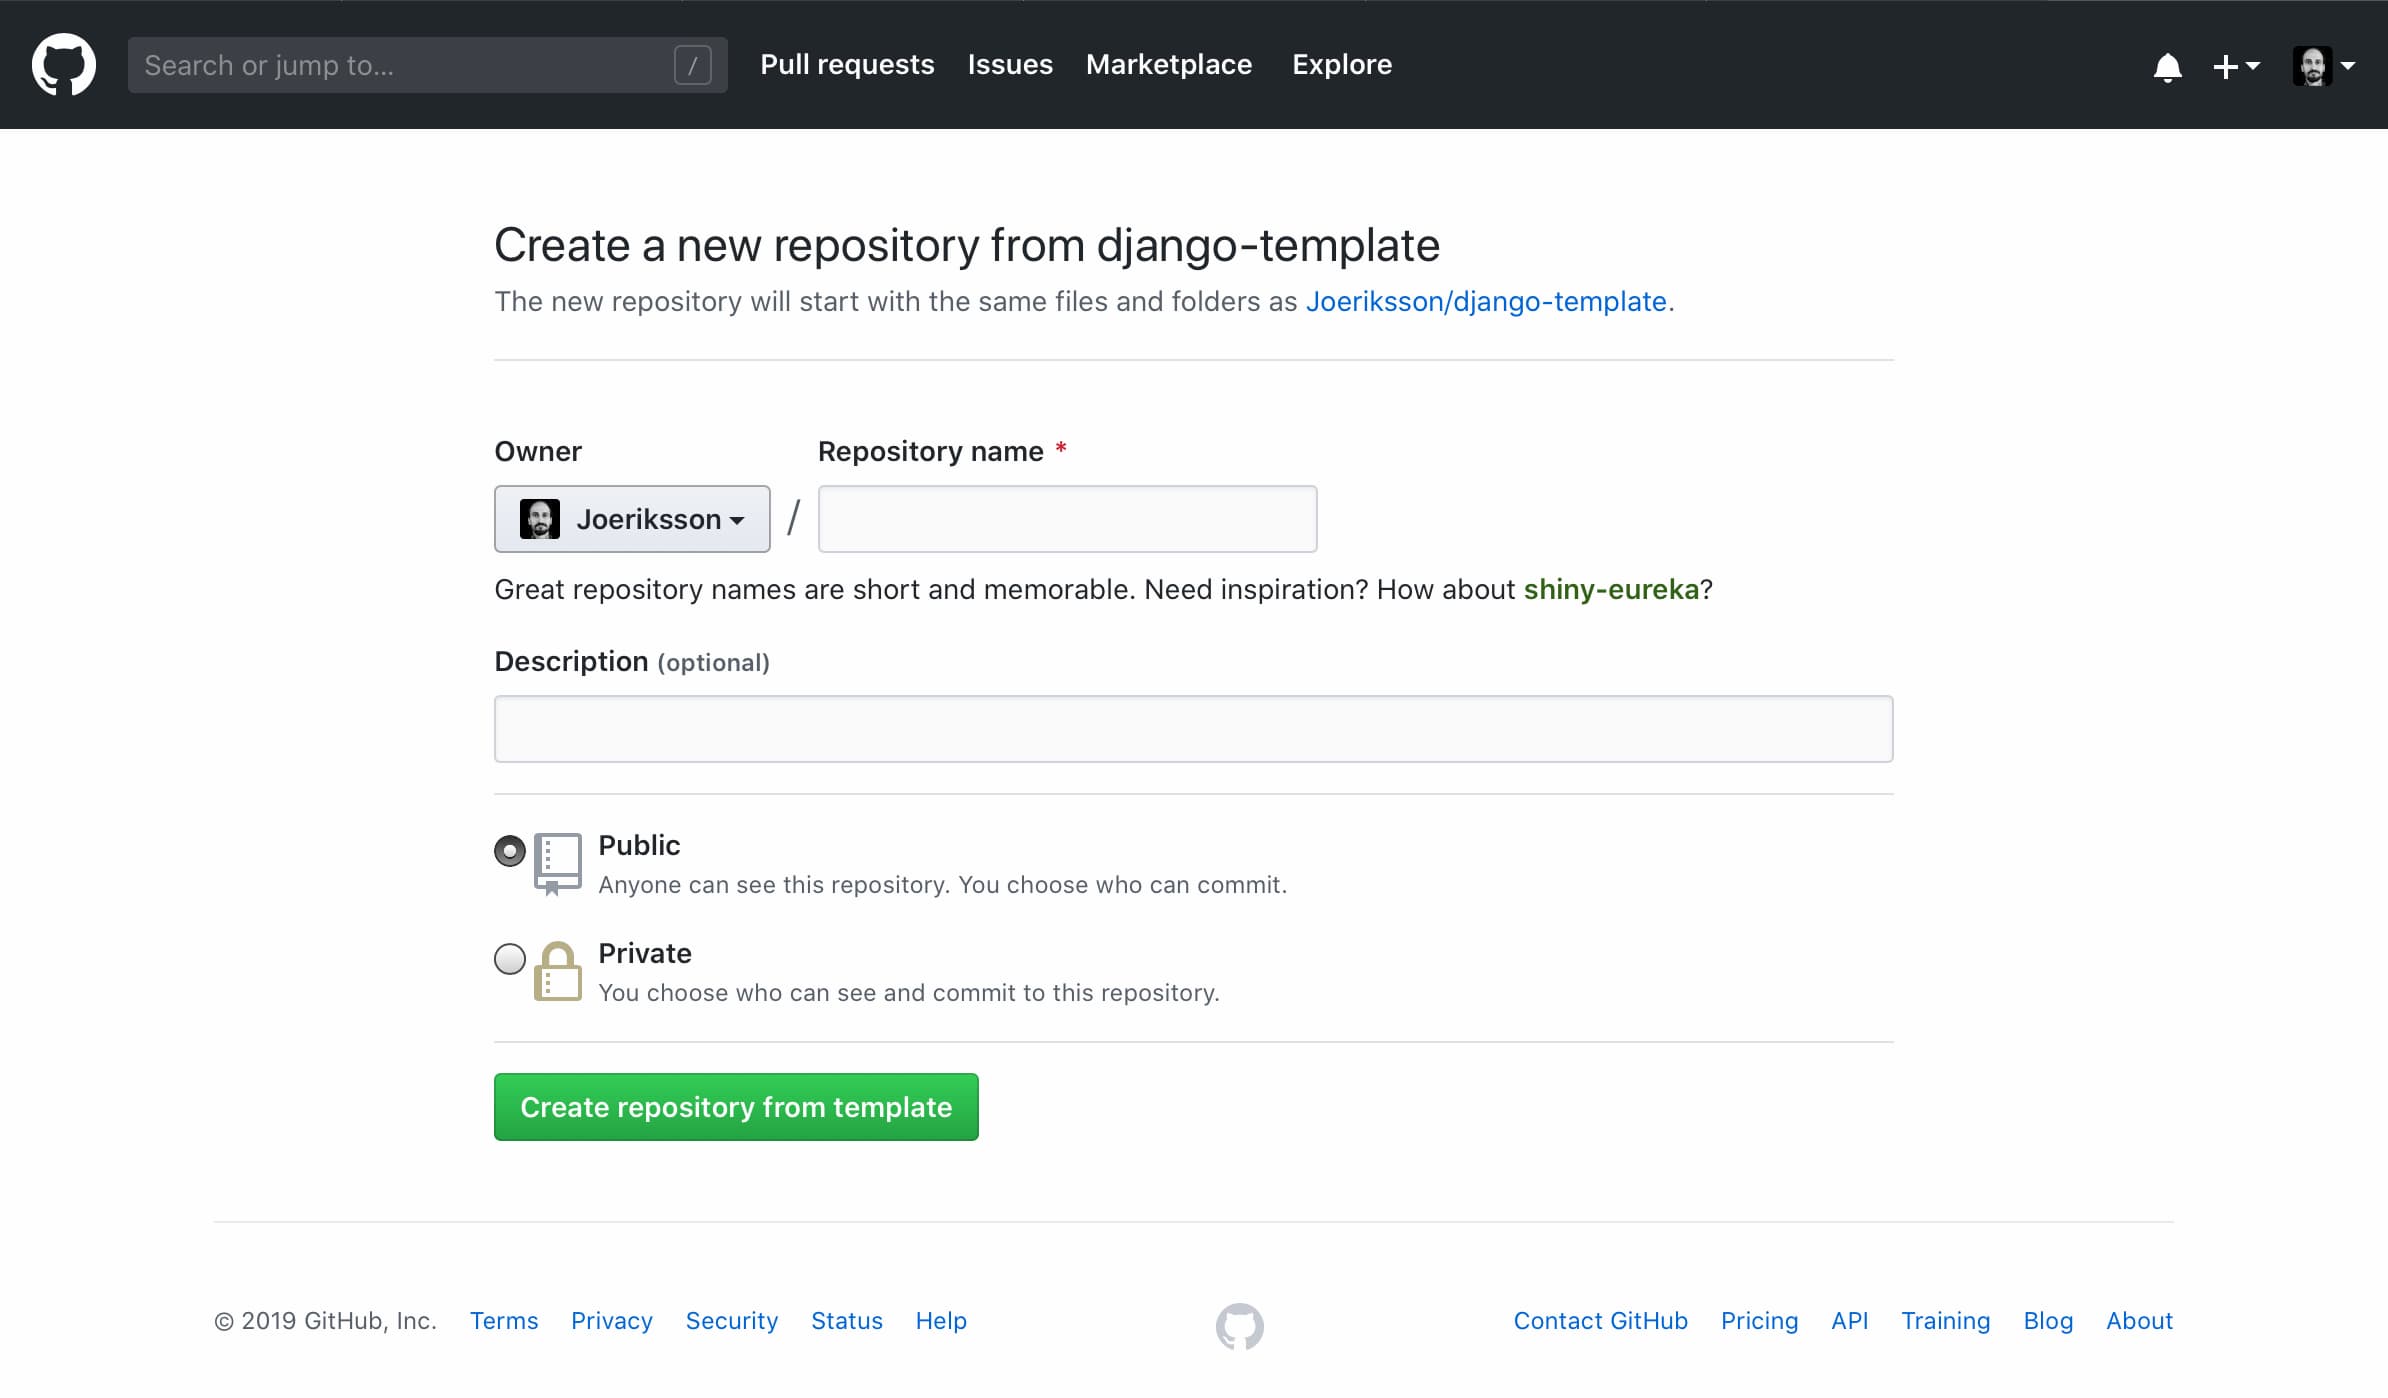 Search or jump to... /
Pull requests Issues Marketplace Explore
Create a new repository from django-template
The new repository will start with the same files and folders as Joeriksson/django-template.
Owner Repository name *
Joeriksson /
Great repository names are short and memorable. Need inspiration? How about shiny-eureka?
Description (optional)
Public
Anyone can see this repository. You choose who can commit.
Private
You choose who can see and commit to this repository.
Create repository from template
© 2019 GitHub, Inc. Terms Privacy Security Status Help Contact GitHub Pricing API Training Blog About